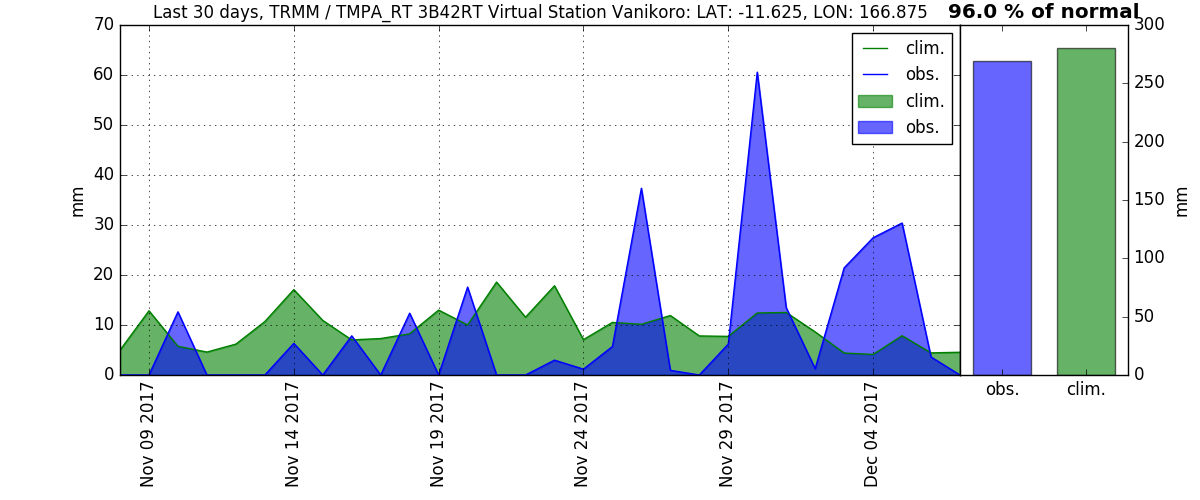 Last 30 days, TRMM / TMPA_RT 3B42RT Virtual Station Vanikoro: LAT: -11.625, LON: 166.875
96.0 % of normal
70
60
50
40
30
20
10
0
mm
clim.
obs.
clim.
obs.
Nov 09 2017
Nov 14 2017
Nov 19 2017
Nov 24 2017
Nov 29 2017
Dec 04 2017
300
250
200
150
100
50
0
mm
obs.
clim.